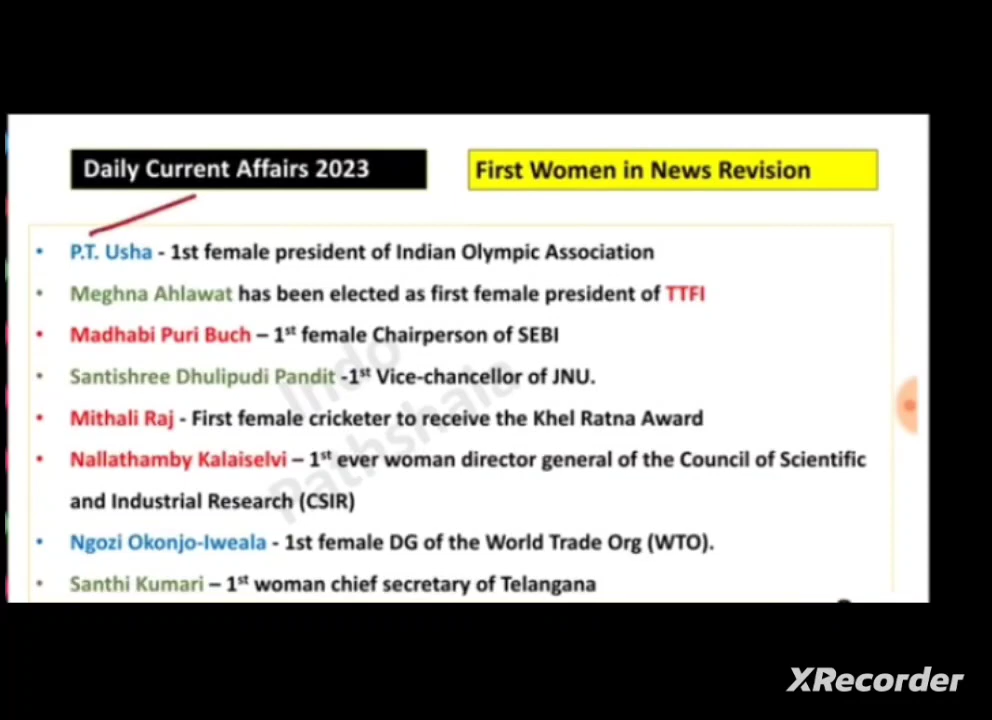 Daily Current Affairs 2023
First Women in News Revision
• P.T. Usha - 1st female president of Indian Olympic Association
• Meghna Ahlawat has been elected as first female president of TTFI
• Madhabi Puri Buch – 1st female Chairperson of SEBI
• Santishree Dhulipudi Pandit -1st Vice-chancellor of JNU.
• Mithali Raj - First female cricketer to receive the Khel Ratna Award
• Nallathamby Kalaiselvi – 1st ever woman director general of the Council of Scientific
and Industrial Research (CSIR)
• Ngozi Okonjo-Iweala - 1st female DG of the World Trade Org (WTO).
• Santhi Kumari – 1st woman chief secretary of Telangana
Indo
Pathshala
XRecorder